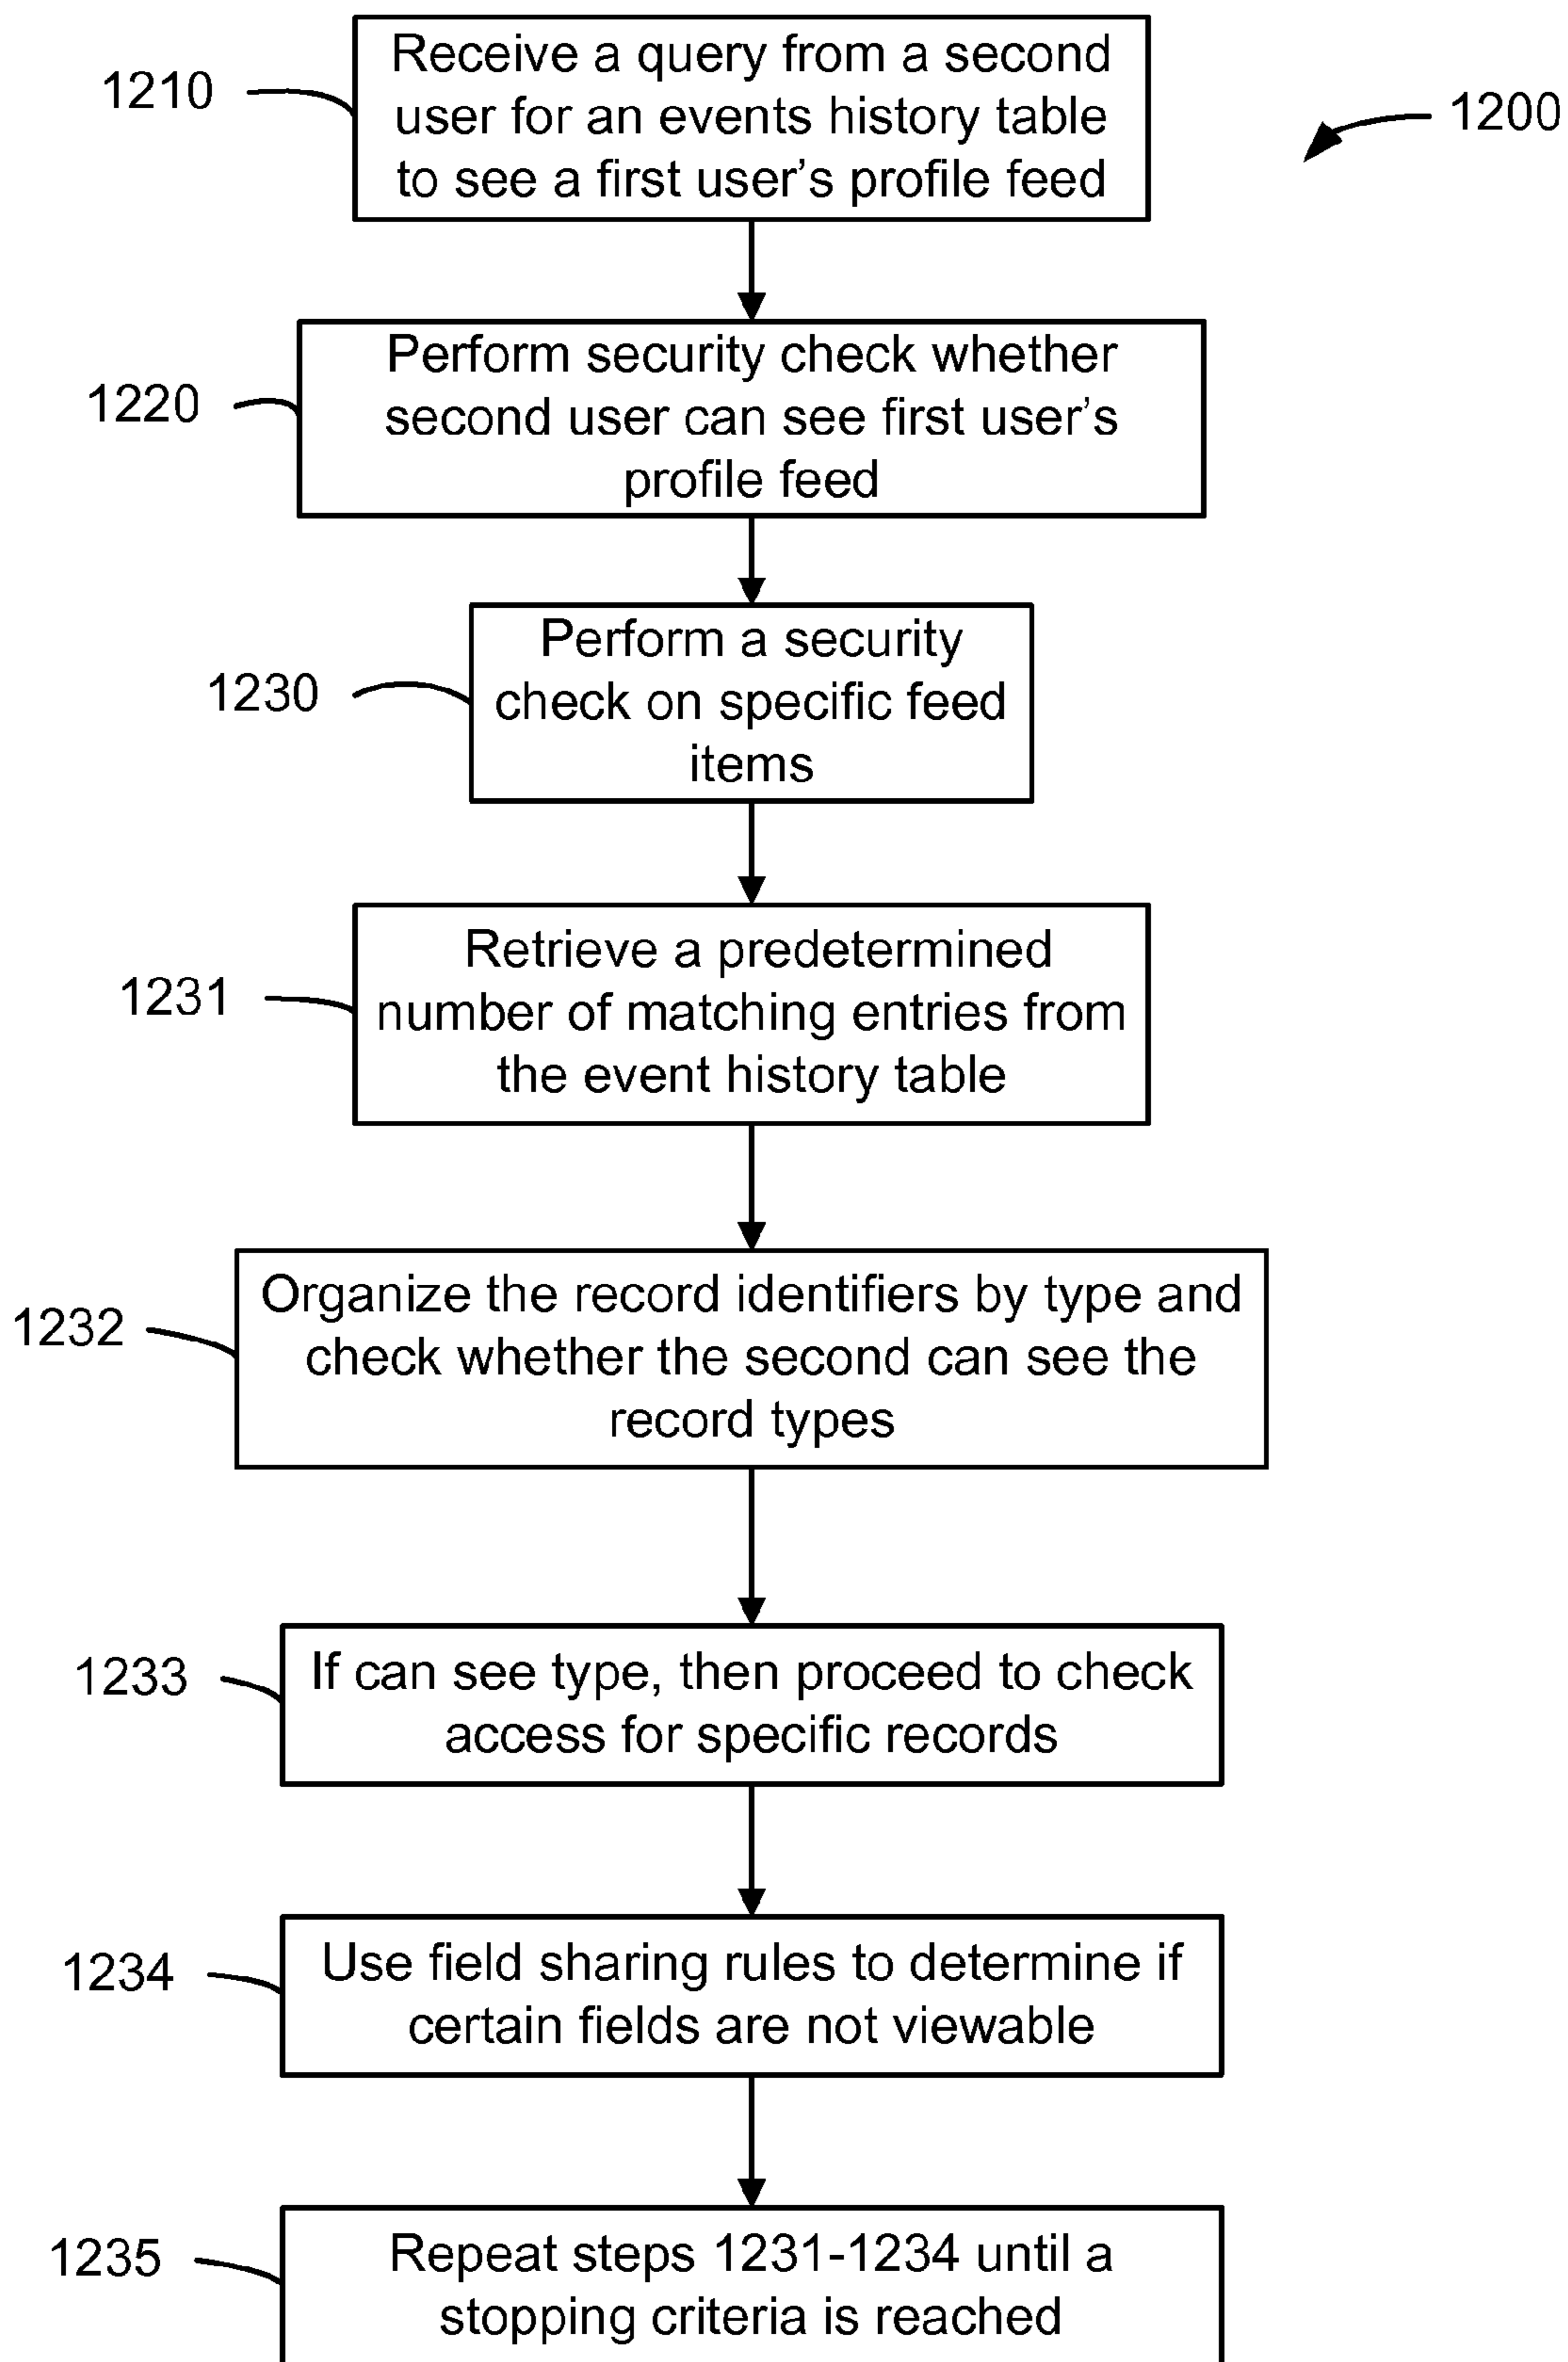 Receive a query from a second
user for an events history table
to see a first user's profile feed
1210
1200
Perform security check whether
second user can see first user's
profile feed
1220
Perform a security
check on specific feed
items
1230
Retrieve a predetermined
number of matching entries from
the event history table
1231
Organize the record identifiers by type and
check whether the second can see the
record types
1232
If can see type, then proceed to check
access for specific records
1233
Use field sharing rules to determine if
certain fields are not viewable
1234
Repeat steps 1231-1234 until a
stopping criteria is reached
1235